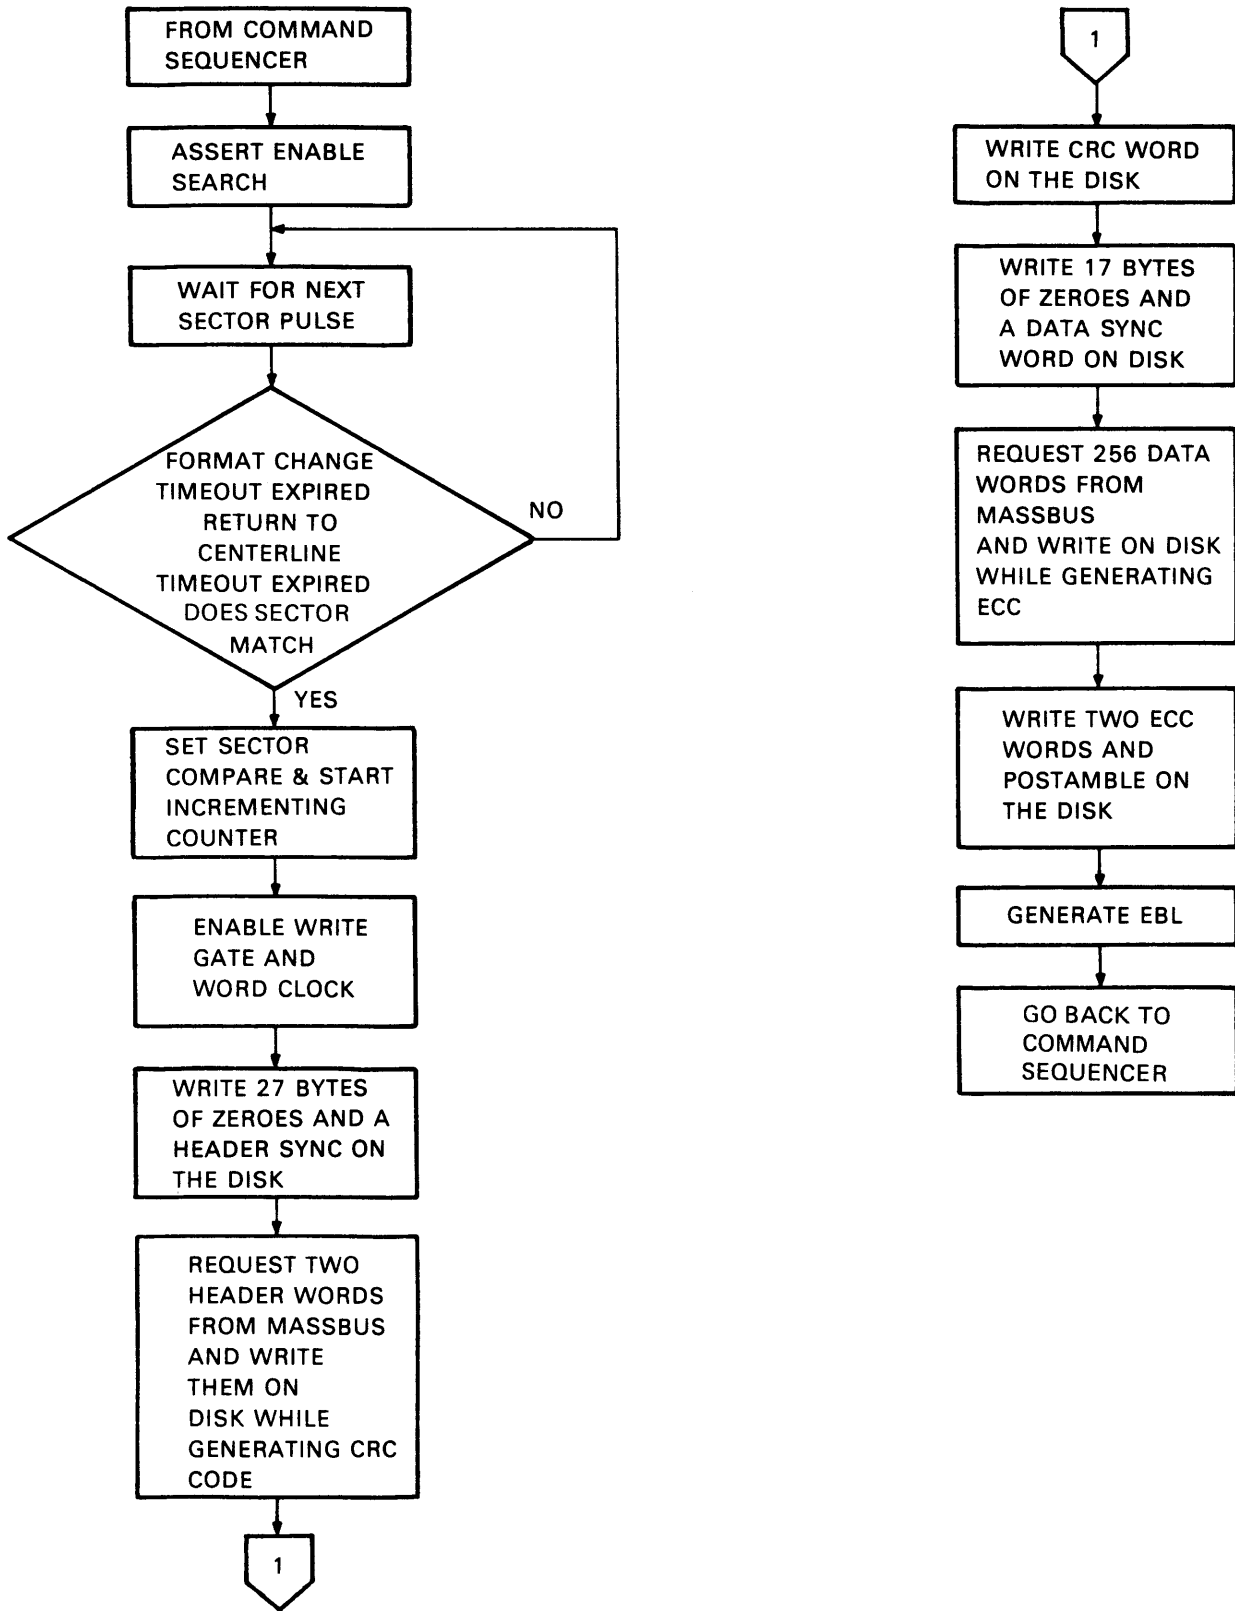 FROM COMMAND
SEQUENCER
ASSERT ENABLE
SEARCH
WAIT FOR NEXT
SECTOR PULSE
FORMAT CHANGE
TIMEOUT EXPIRED
RETURN TO
CENTERLINE
TIMEOUT EXPIRED
DOES SECTOR
MATCH
NO
YES
SET SECTOR
COMPARE & START
INCREMENTING
COUNTER
ENABLE WRITE
GATE AND
WORD CLOCK
WRITE 27 BYTES
OF ZEROES AND A
HEADER SYNC ON
THE DISK
REQUEST TWO
HEADER WORDS
FROM MASSBUS
AND WRITE
THEM ON
DISK WHILE
GENERATING CRC
CODE
1
1
WRITE CRC WORD
ON THE DISK
WRITE 17 BYTES
OF ZEROES AND
A DATA SYNC
WORD ON DISK
REQUEST 256 DATA
WORDS FROM
MASSBUS
AND WRITE ON DISK
WHILE GENERATING
ECC
WRITE TWO ECC
WORDS AND
POSTAMBLE ON
THE DISK
GENERATE EBL
GO BACK TO
COMMAND
SEQUENCER